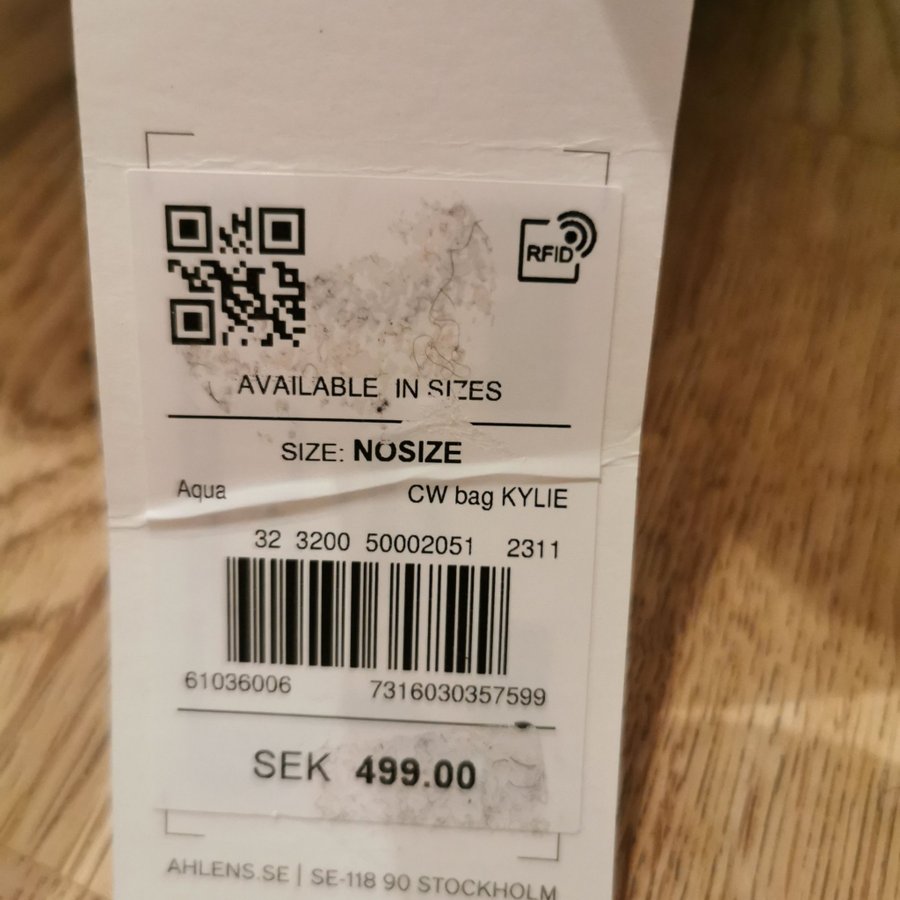 RFID
AVAILABLE IN SIZES
SIZE: NOSIZE
Aqua CW bag KYLIE
32 3200 50002051 2311
61036006 7316030357599
SEK 499.00
AHLENS.SE | SE-118 90 STOCKHOLM